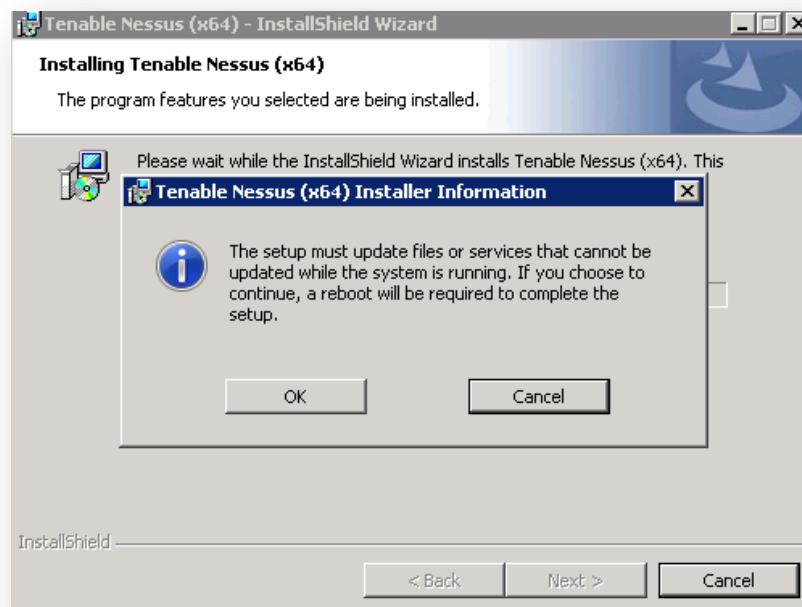 Tenable Nessus (x64) - InstallShield Wizard
Installing Tenable Nessus (x64)
The program features you selected are being installed.
Please wait while the InstallShield Wizard installs Tenable Nessus (x64). This
Tenable Nessus (x64) Installer Information
The setup must update files or services that cannot be
updated while the system is running. If you choose to
continue, a reboot will be required to complete the
setup.
OK Cancel
InstallShield
< Back Next > Cancel